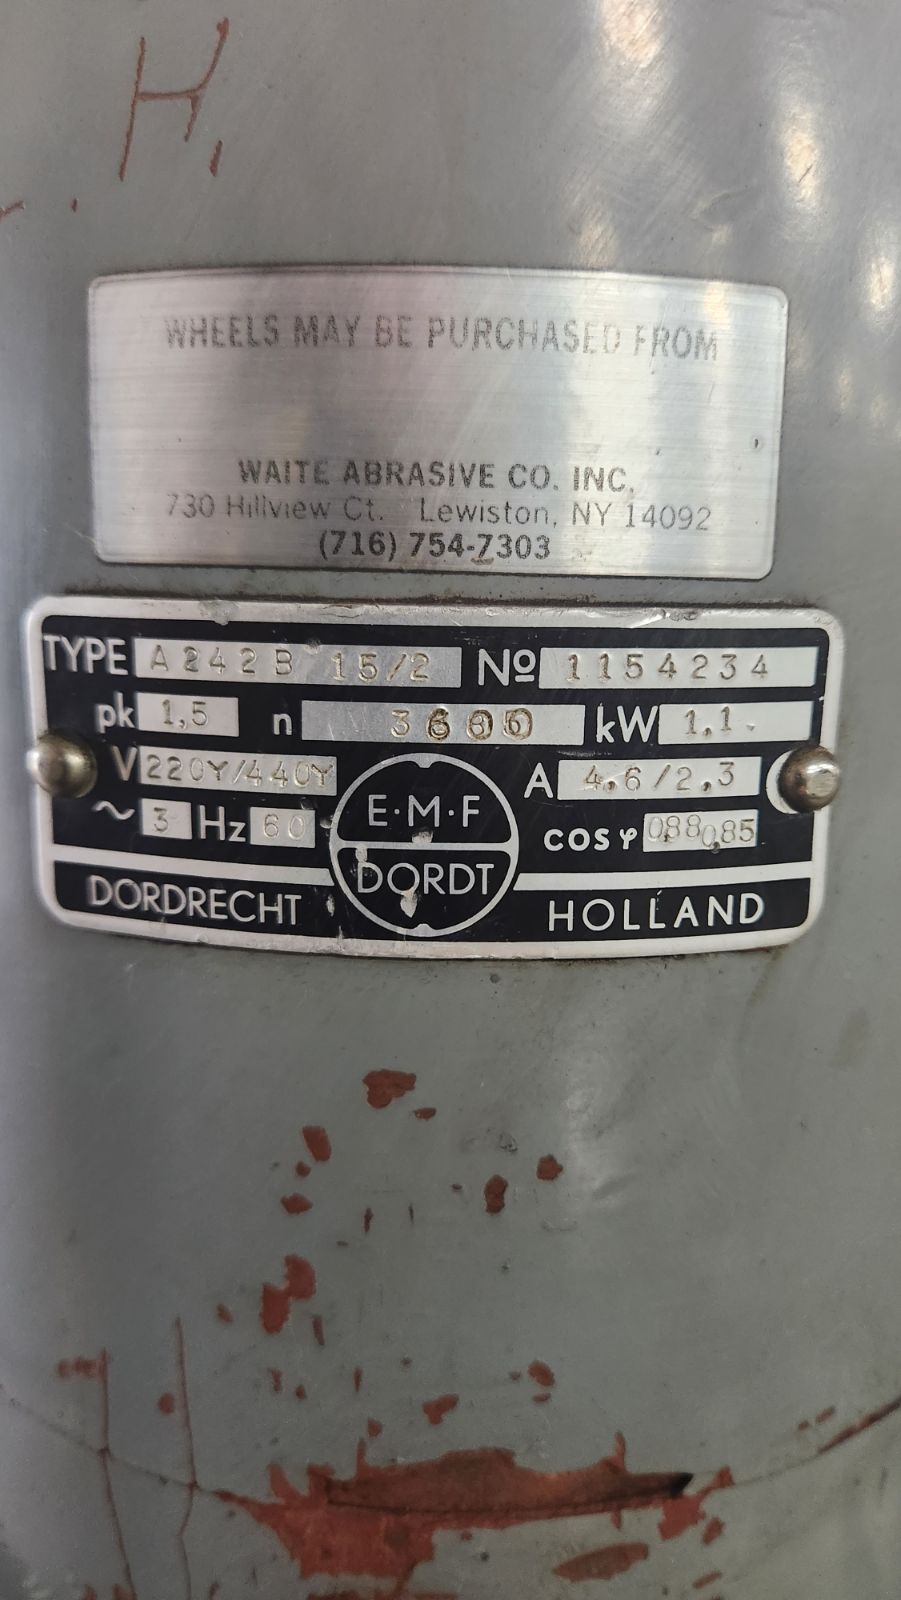 H.
WHEELS MAY BE PURCHASED FROM
WAITE ABRASIVE CO. INC.
730 Hillview Ct. Lewiston, NY 14092
(716) 754-7303
TYPE A242B 15/2 Nº 1154234
pk 1,5 n 3600 kW 1,1
V 220Y/440Y A 4,6/2,3
~ 3 Hz 60 cos φ 0,88 0,85
E·M·F
DORDT
DORDRECHT HOLLAND